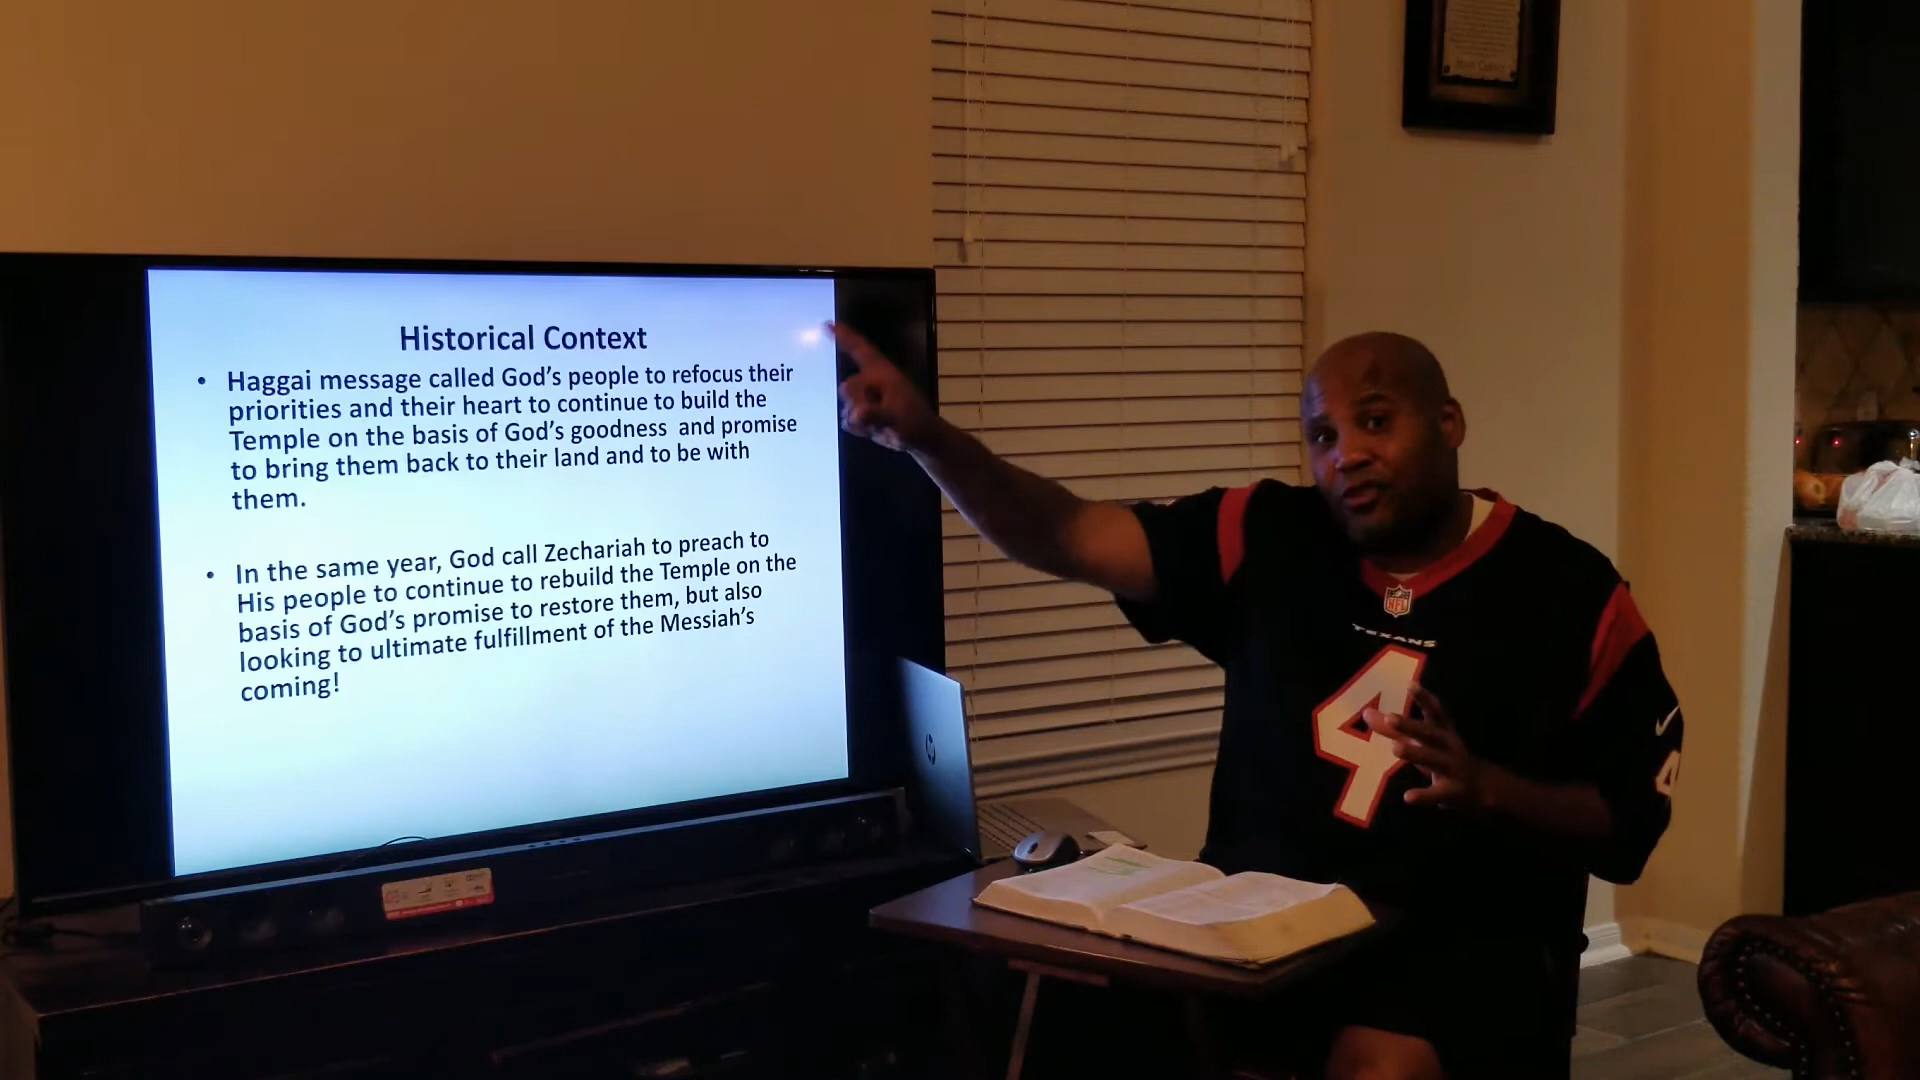 Historical Context
• Haggai message called God's people to refocus their
priorities and their heart to continue to build the
Temple on the basis of God's goodness and promise
to bring them back to their land and to be with
them.
• In the same year, God call Zechariah to preach to
His people to continue to rebuild the Temple on the
basis of God's promise to restore them, but also
looking to ultimate fulfillment of the Messiah's
coming!
hp
NFL
TEXANS
4
4